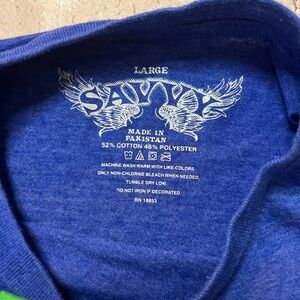 LARGE
SAVVY
MADE IN
PAKISTAN
52% COTTON 48% POLYESTER
MACHINE WASH WARM WITH LIKE COLORS
ONLY NON-CHLORINE BLEACH WHEN NEEDED.
TUMBLE DRY LOW.
DO NOT IRON IF DECORATED.
RN 18853